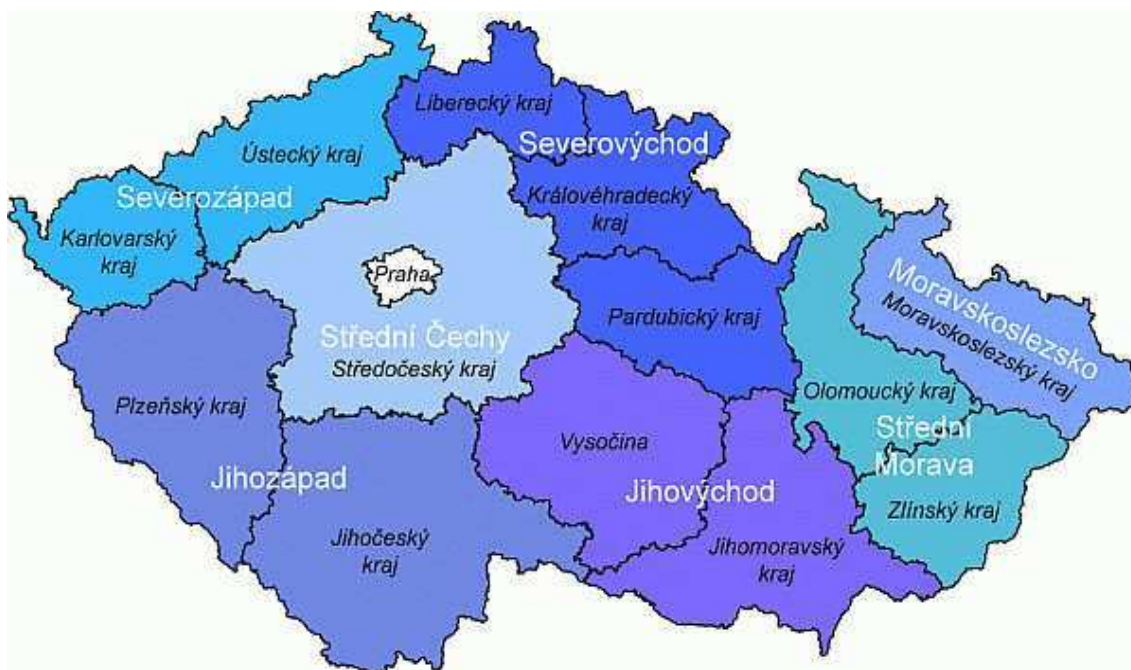 Liberecký kraj
Severovýchod
Ústecký kraj
Severozápad
Královéhradecký
kraj
Karlovarský
kraj
Praha
Moravskoslezsko
Moravskoslezský kraj
Pardubický kraj
Střední Čechy
Středočeský kraj
Plzeňský kraj
Olomoucký kraj
Střední
Morava
Vysočina
Jihozápad
Jihovýchod
Zlínský kraj
Jihočeský
kraj
Jihomoravský
kraj